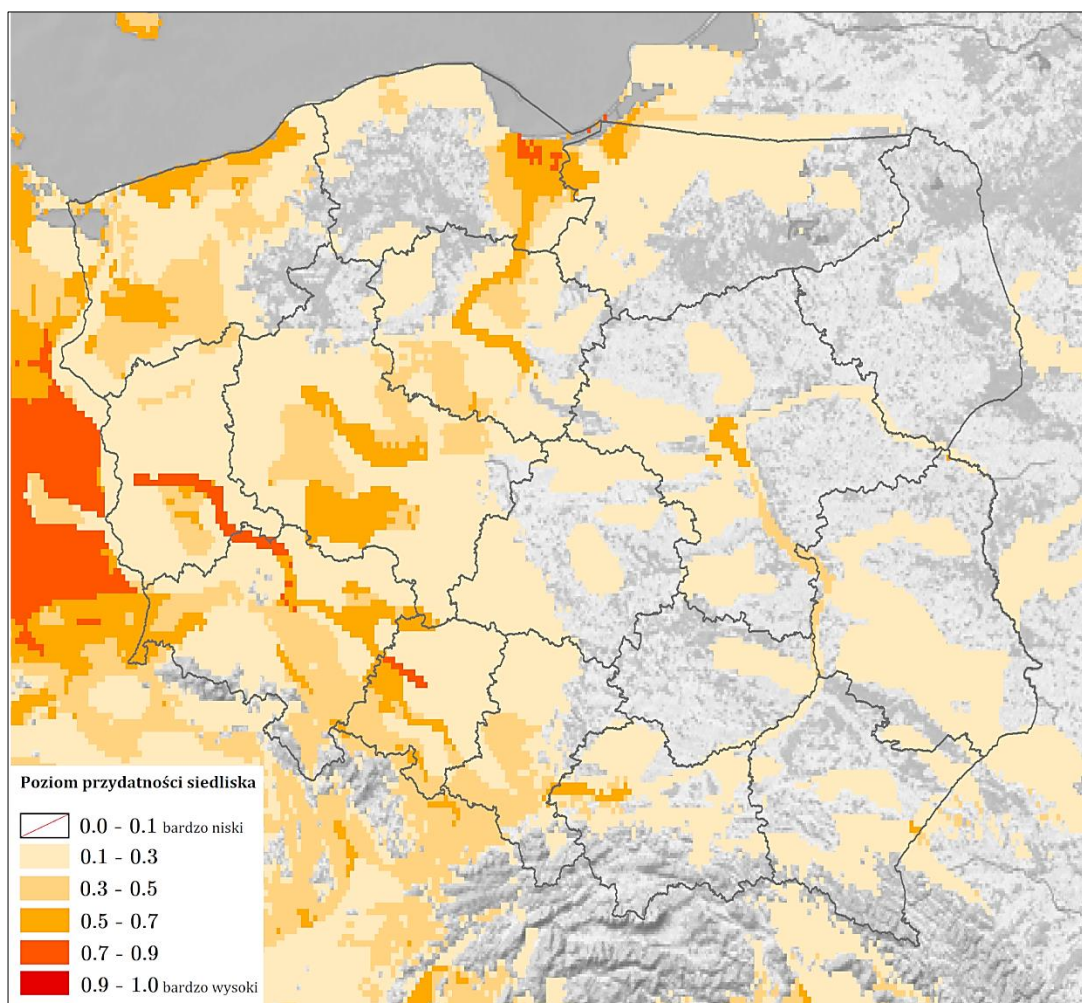 Poziom przydatności siedliska
0.0 - 0.1 bardzo niski
0.1 - 0.3
0.3 - 0.5
0.5 - 0.7
0.7 - 0.9
0.9 - 1.0 bardzo wysoki